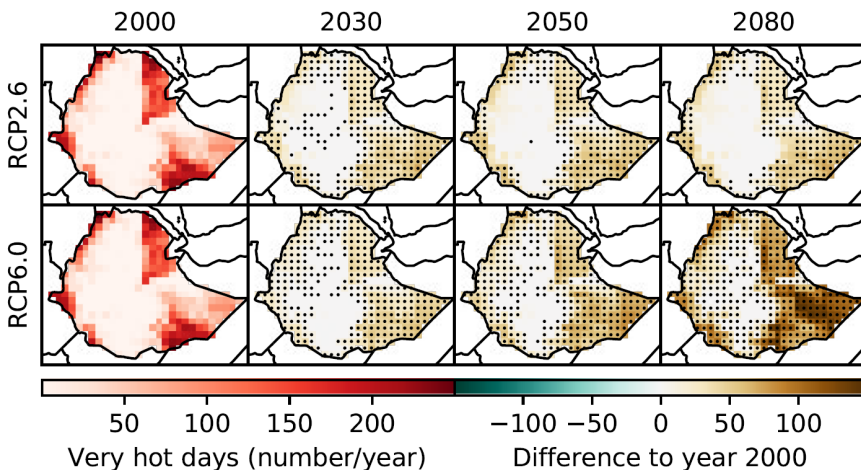 2000 2030 2050 2080
RCP2.6
RCP6.0
50 100 150 200 −100 −50 0 50 100
Very hot days (number/year) Difference to year 2000